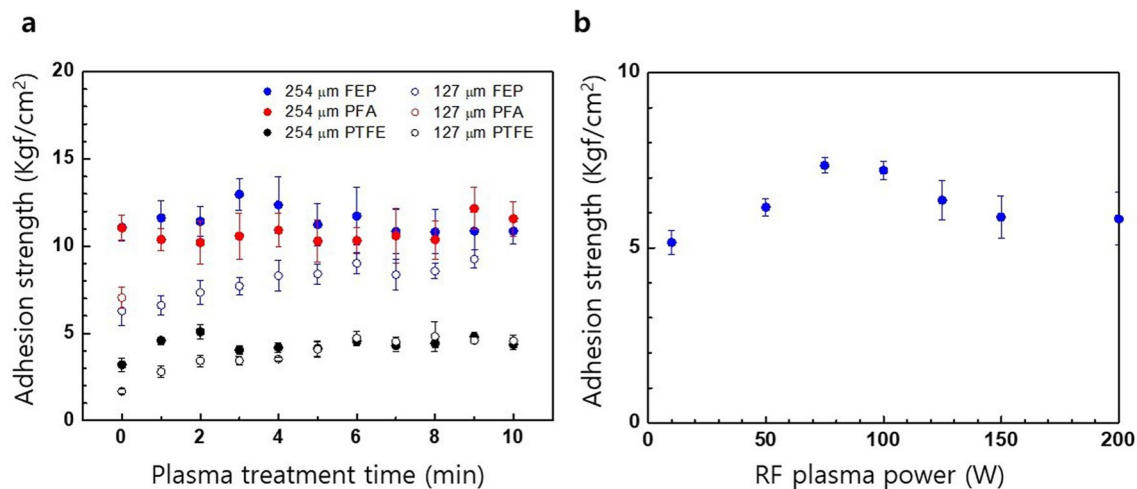 a
Adhesion strength (Kgf/cm²)
20
15
10
5
0
254 μm FEP
254 μm PFA
254 μm PTFE
127 μm FEP
127 μm PFA
127 μm PTFE
0 2 4 6 8 10
Plasma treatment time (min)
b
Adhesion strength (Kgf/cm²)
10
5
0
0 50 100 150 200
RF plasma power (W)